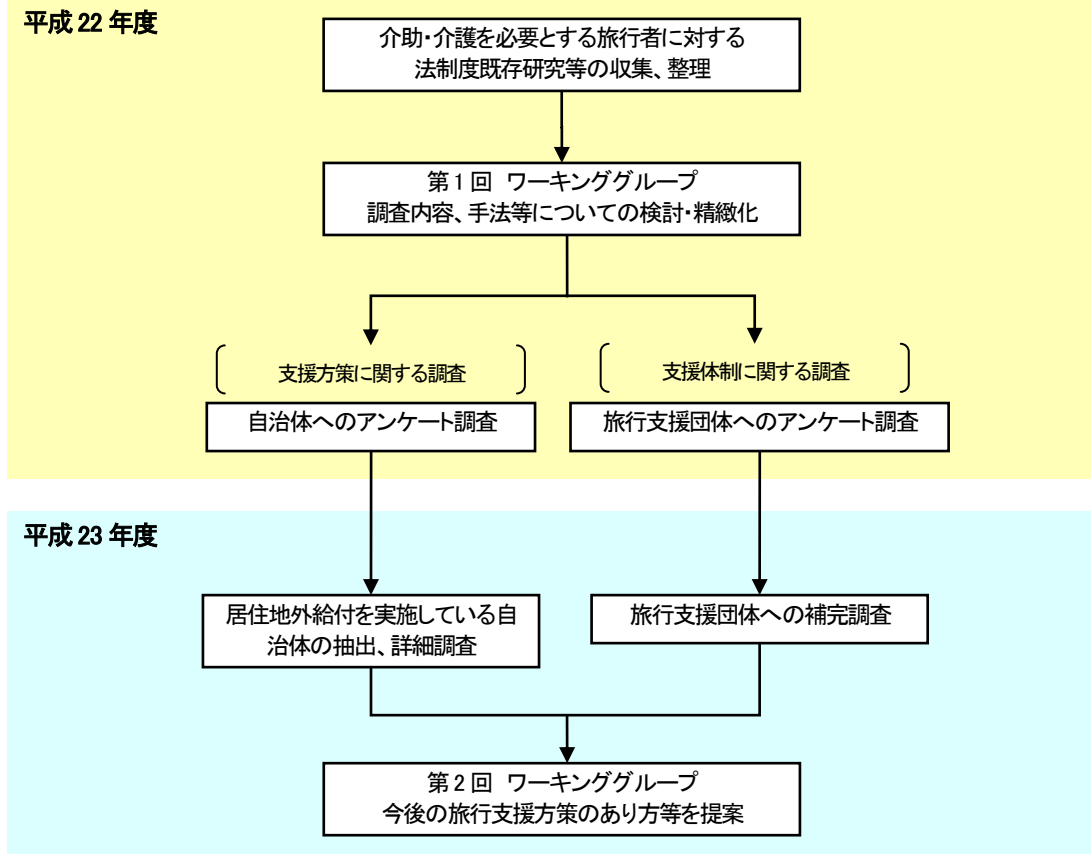 平成22年度
介助・介護を必要とする旅行者に対する
法制度既存研究等の収集、整理
第1回 ワーキンググループ
調査内容、手法等についての検討・精緻化
支援方策に関する調査
支援体制に関する調査
自治体へのアンケート調査
旅行支援団体へのアンケート調査
平成23年度
居住地外給付を実施している自
治体の抽出、詳細調査
旅行支援団体への補完調査
第2回 ワーキンググループ
今後の旅行支援方策のあり方等を提案